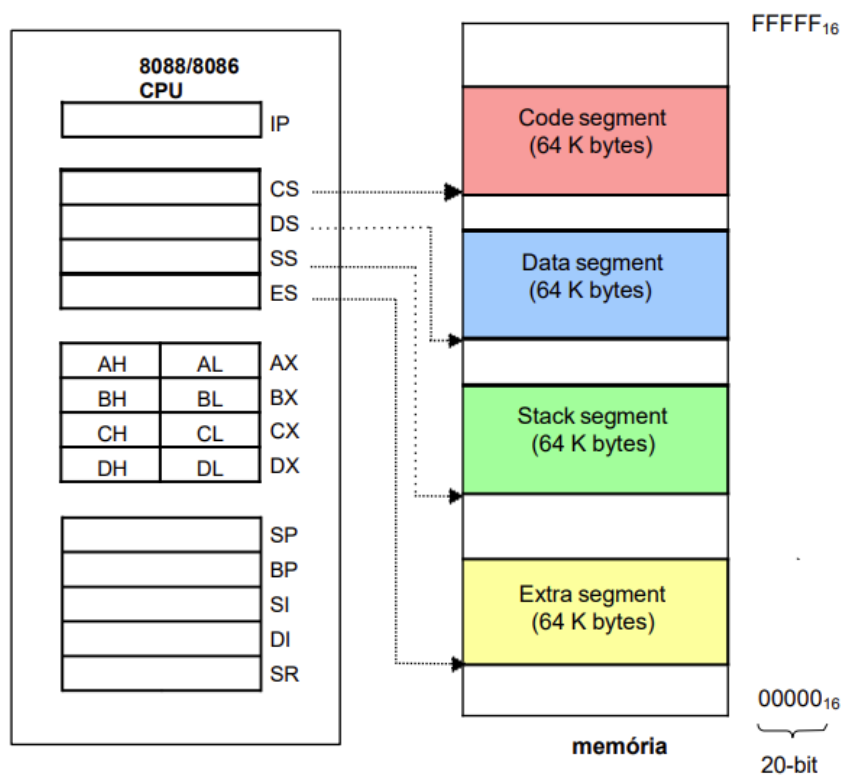 8088/8086
CPU
IP
CS
DS
SS
ES
AH AL AX
BH BL BX
CH CL CX
DH DL DX
SP
BP
SI
DI
SR
FFFFF₁₆
Code segment
(64 K bytes)
Data segment
(64 K bytes)
Stack segment
(64 K bytes)
Extra segment
(64 K bytes)
00000₁₆
memória
20-bit